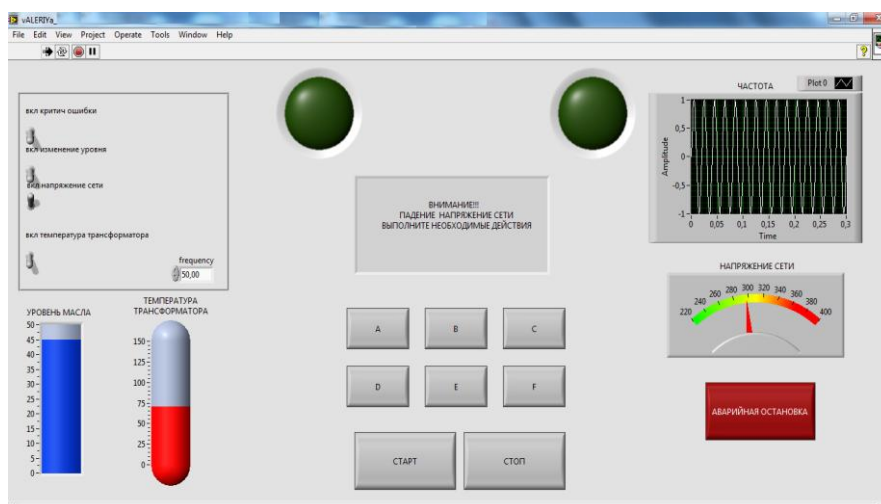 vALERIYa_
File Edit View Project Operate Tools Window Help
вкл критич ошибки
вкл изменение уровня
вкл напряжение сети
вкл температура трансформатора
frequency
50,00
УРОВЕНЬ МАСЛА
50
45
40
35
30
25
20
15
10
5
0
ТЕМПЕРАТУРА
ТРАНСФОРМАТОРА
150
125
100
75
50
25
0
ВНИМАНИЕ!!!
ПАДЕНИЕ НАПРЯЖЕНИЕ СЕТИ
ВЫПОЛНИТЕ НЕОБХОДИМЫЕ ДЕЙСТВИЯ
A B C
D E F
СТАРТ СТОП
ЧАСТОТА
Plot 0
Amplitude
1
0,5
0
-0,5
-1
0 0,05 0,1 0,15 0,2 0,25 0,3
Time
НАПРЯЖЕНИЕ СЕТИ
220 240 260 280 300 320 340 360 380 400
АВАРИЙНАЯ ОСТАНОВКА